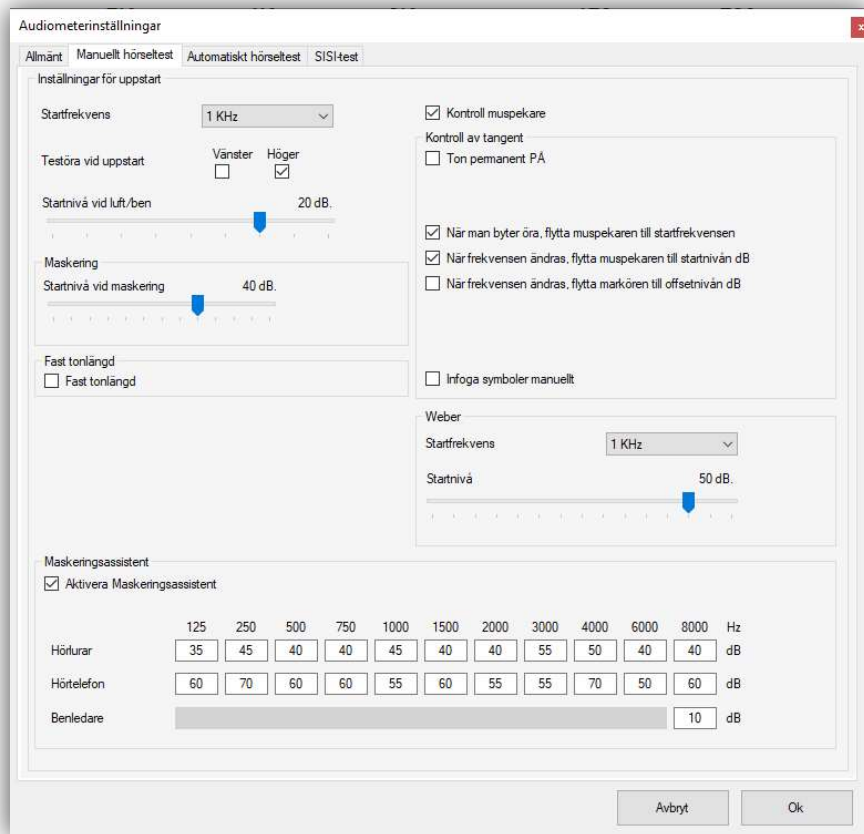 Audiometerinställningar
Allmänt Manuellt hörseltest Automatiskt hörseltest SISI-test
Inställningar för uppstart
Startfrekvens 1 KHz
Testöra vid uppstart Vänster Höger
Startnivå vid luft/ben 20 dB.
Maskering
Startnivå vid maskering 40 dB.
Fast tonlängd
Fast tonlängd
Kontroll muspekare
Kontroll av tangent
Ton permanent PÅ
När man byter öra, flytta muspekaren till startfrekvensen
När frekvensen ändras, flytta muspekaren till startnivån dB
När frekvensen ändras, flytta markören till offsetnivån dB
Infoga symboler manuellt
Weber
Startfrekvens 1 KHz
Startnivå 50 dB.
Maskeringsassistent
Aktivera Maskeringsassistent
125 250 500 750 1000 1500 2000 3000 4000 6000 8000 Hz
Hörlurar 35 45 40 40 45 40 40 55 50 40 40 dB
Hörtelefon 60 70 60 60 55 60 55 55 70 50 60 dB
Benledare 10 dB
Avbryt Ok